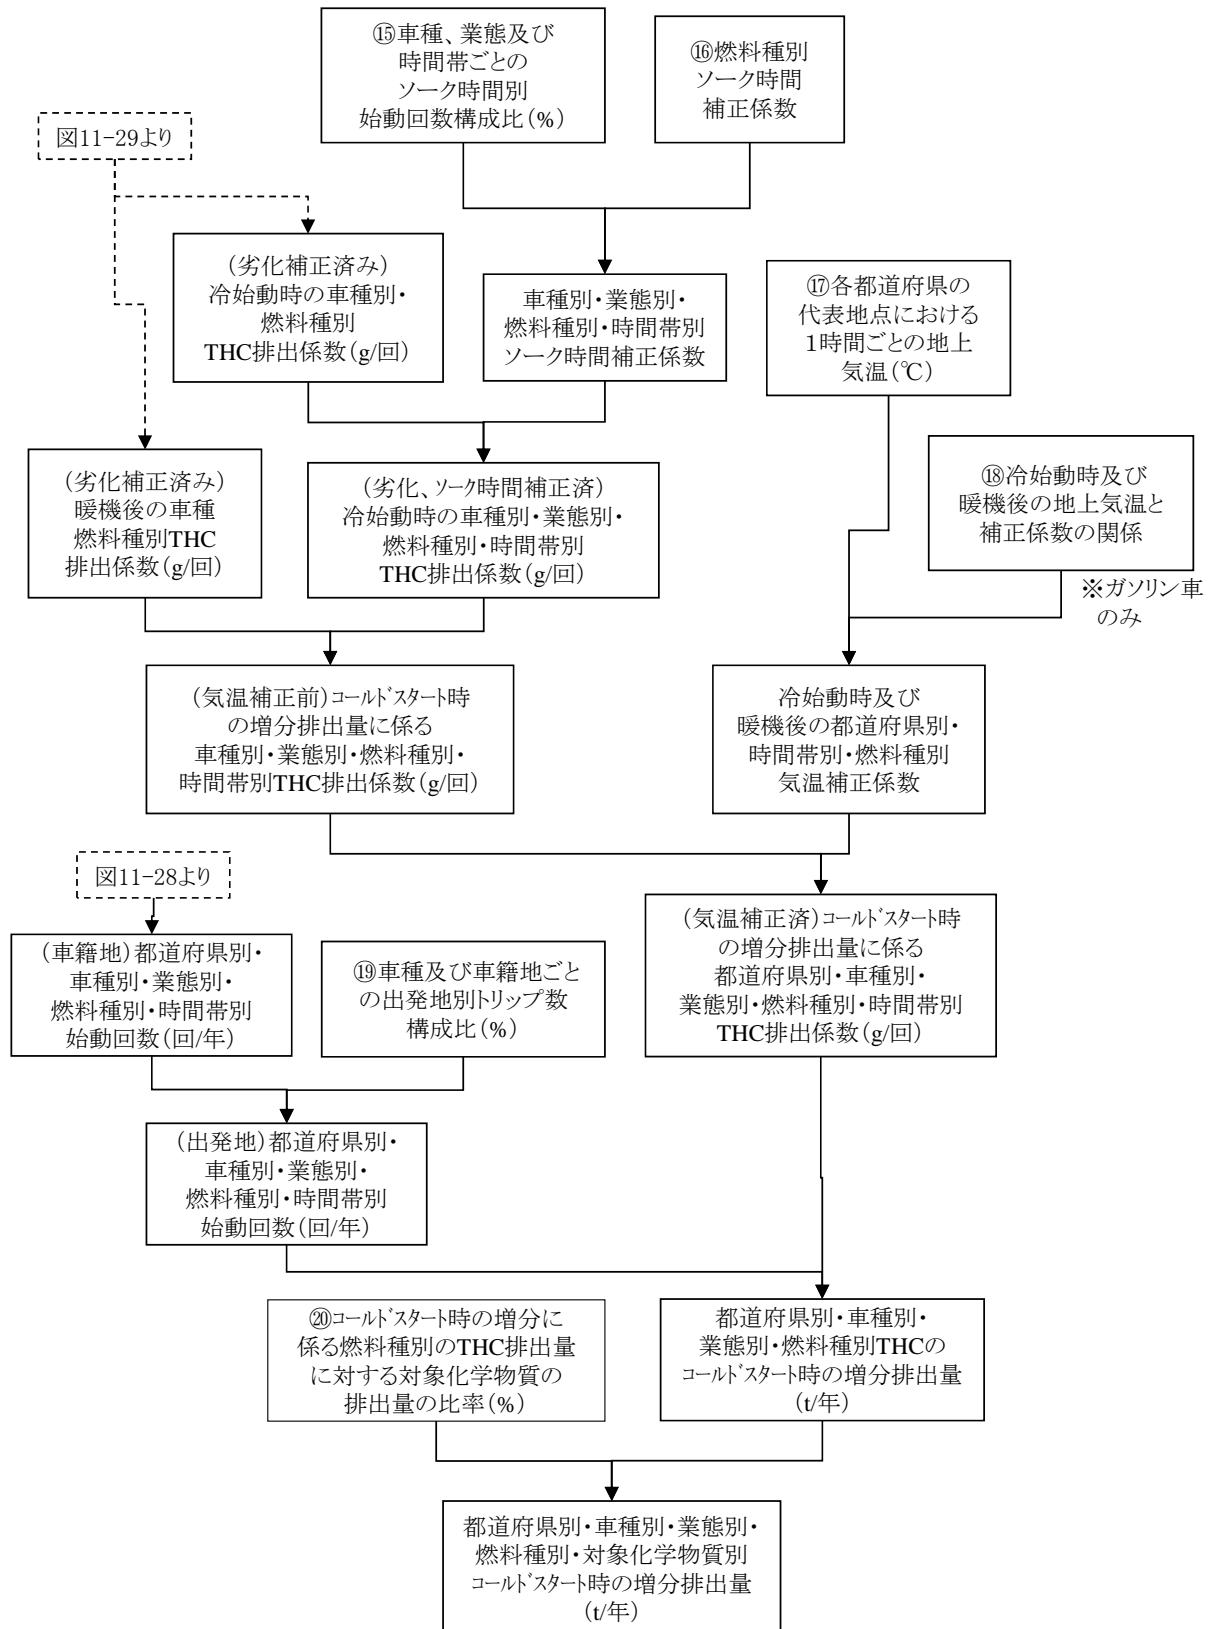 ⑮車種、業態及び
時間帯ごとの
ソーク時間別
始動回数構成比(%)
⑯燃料種別
ソーク時間
補正係数
図11-29より
(劣化補正済み)
冷始動時の車種別・
燃料種別
THC排出係数(g/回)
車種別・業態別・
燃料種別・時間帯別
ソーク時間補正係数
⑰各都道府県の
代表地点における
1時間ごとの地上
気温(℃)
(劣化補正済み)
暖機後の車種
燃料種別THC
排出係数(g/回)
(劣化、ソーク時間補正済)
冷始動時の車種別・業態別・
燃料種別・時間帯別
THC排出係数(g/回)
⑱冷始動時及び
暖機後の地上気温と
補正係数の関係
※ガソリン車
のみ
(気温補正前)コールドスタート時
の増分排出量に係る
車種別・業態別・燃料種別・
時間帯別THC排出係数(g/回)
冷始動時及び
暖機後の都道府県別・
時間帯別・燃料種別
気温補正係数
図11-28より
(車籍地)都道府県別・
車種別・業態別・
燃料種別・時間帯別
始動回数(回/年)
⑲車種及び車籍地ごと
の出発地別トリップ数
構成比(%)
(気温補正済)コールドスタート時
の増分排出量に係る
都道府県別・車種別・
業態別・燃料種別・時間帯別
THC排出係数(g/回)
(出発地)都道府県別・
車種別・業態別・
燃料種別・時間帯別
始動回数(回/年)
⑳コールドスタート時の増分に
係る燃料種別のTHC排出量
に対する対象化学物質の
排出量の比率(%)
都道府県別・車種別・
業態別・燃料種別THCの
コールドスタート時の増分排出量
(t/年)
都道府県別・車種別・業態別・
燃料種別・対象化学物質別
コールドスタート時の増分排出量
(t/年)